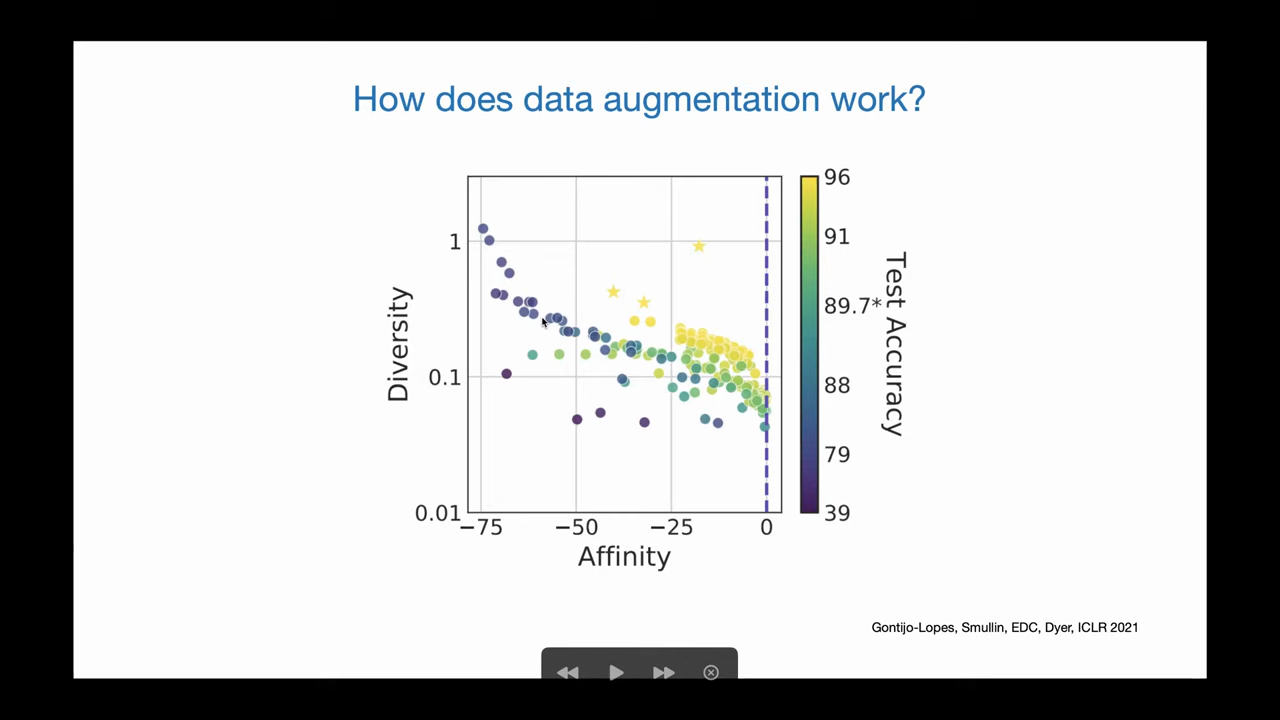 How does data augmentation work?
1
0.1
0.01
Diversity
−75
−50
−25
0
Affinity
96
91
89.7*
88
79
39
Test Accuracy
Gontijo-Lopes, Smullin, EDC, Dyer, ICLR 2021